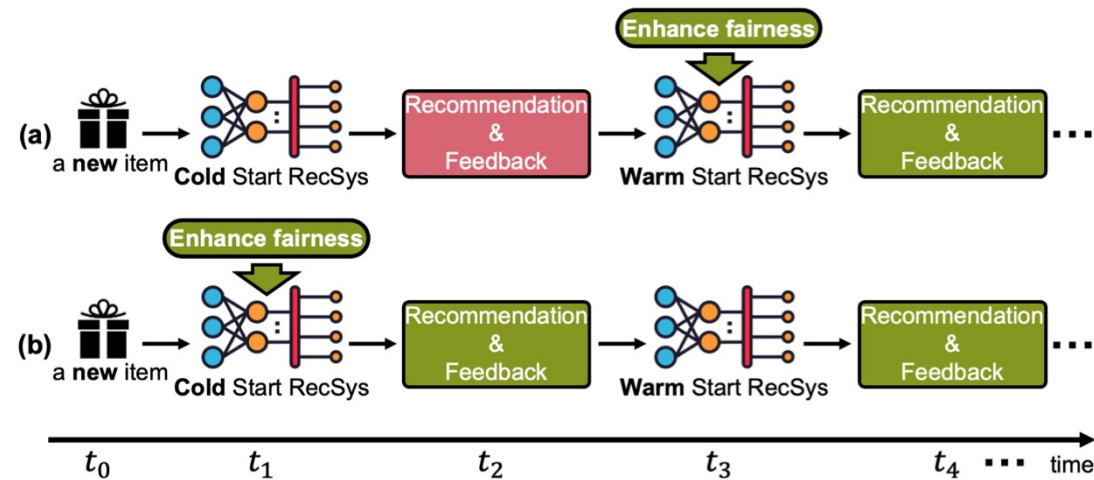 Enhance fairness
(a)
a new item
Cold Start RecSys
Recommendation
&
Feedback
Warm Start RecSys
Recommendation
&
Feedback
Enhance fairness
(b)
a new item
Cold Start RecSys
Recommendation
&
Feedback
Warm Start RecSys
Recommendation
&
Feedback
t0 t1 t2 t3 t4 ... time